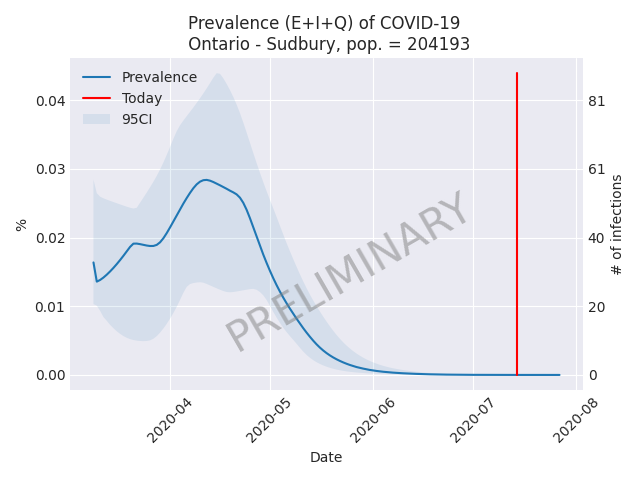 Prevalence (E+I+Q) of COVID-19
Ontario - Sudbury, pop. = 204193
Prevalence
Today
95CI
0.04
0.03
0.02
0.01
0.00
%
81
61
40
20
0
# of infections
PRELIMINARY
2020-04
2020-05
2020-06
2020-07
2020-08
Date